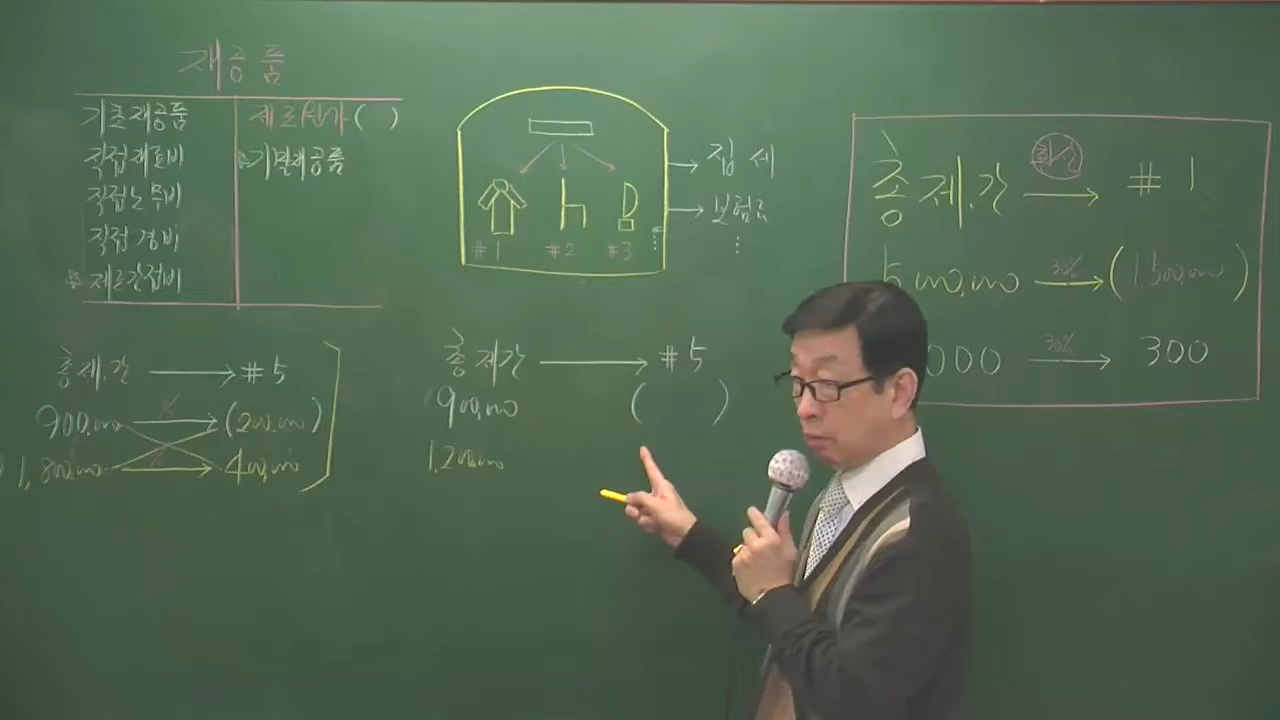 재공품
기초재공품
직접재료비
직접노무비
직접경비
제조간접비
제조원가 ( )
기말재공품
#1 #2 #3
집세
보험료
⋮
총제.간 → #5
900,000 → (200,000)
1,800,000 → 400,000
총제간 → #5
900,000 ( )
1,200,000
총제.간 → #1
30% → (1,500,000)
000 30% → 300